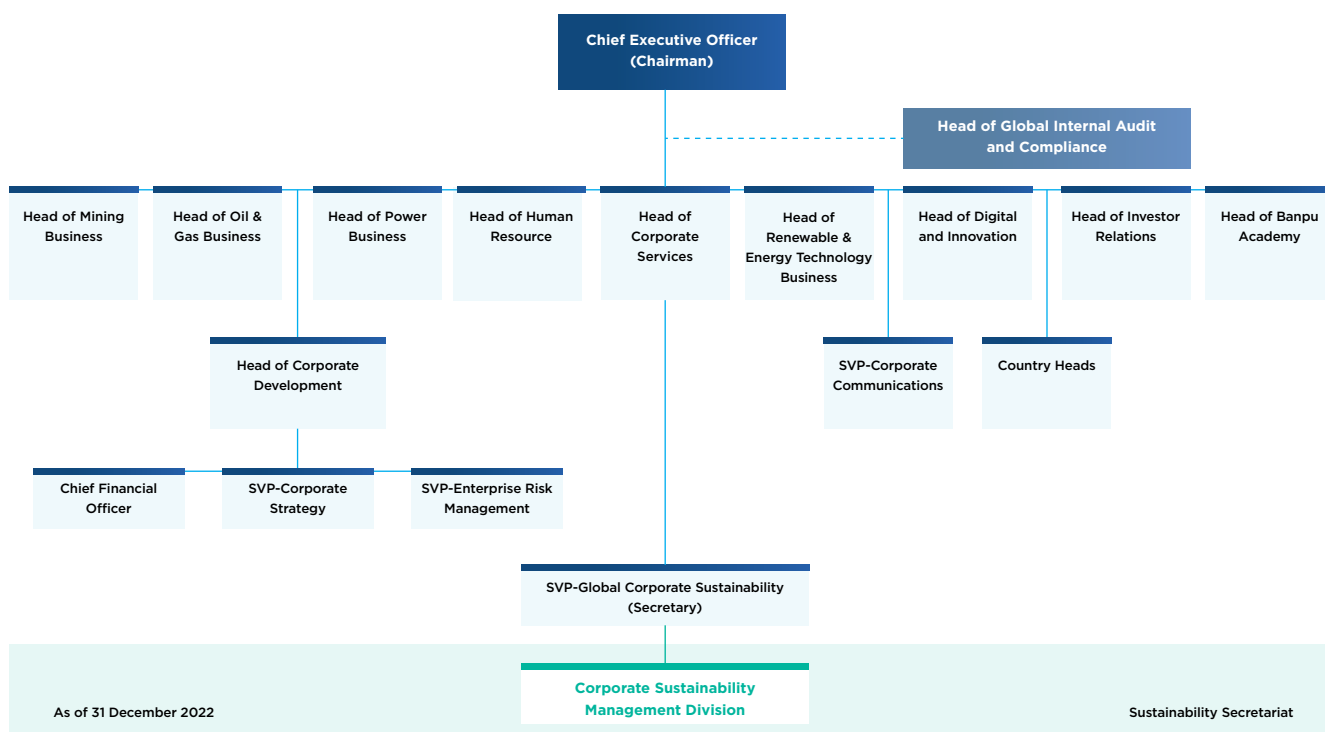 Chief Executive Officer
(Chairman)
Head of Global Internal Audit
and Compliance
Head of Mining
Business
Head of Oil &
Gas Business
Head of Power
Business
Head of Human
Resource
Head of
Corporate
Services
Head of
Renewable &
Energy Technology
Business
Head of Digital
and Innovation
Head of Investor
Relations
Head of Banpu
Academy
Head of Corporate
Development
SVP-Corporate
Communications
Country Heads
Chief Financial
Officer
SVP-Corporate
Strategy
SVP-Enterprise Risk
Management
SVP-Global Corporate Sustainability
(Secretary)
Corporate Sustainability
Management Division
As of 31 December 2022
Sustainability Secretariat